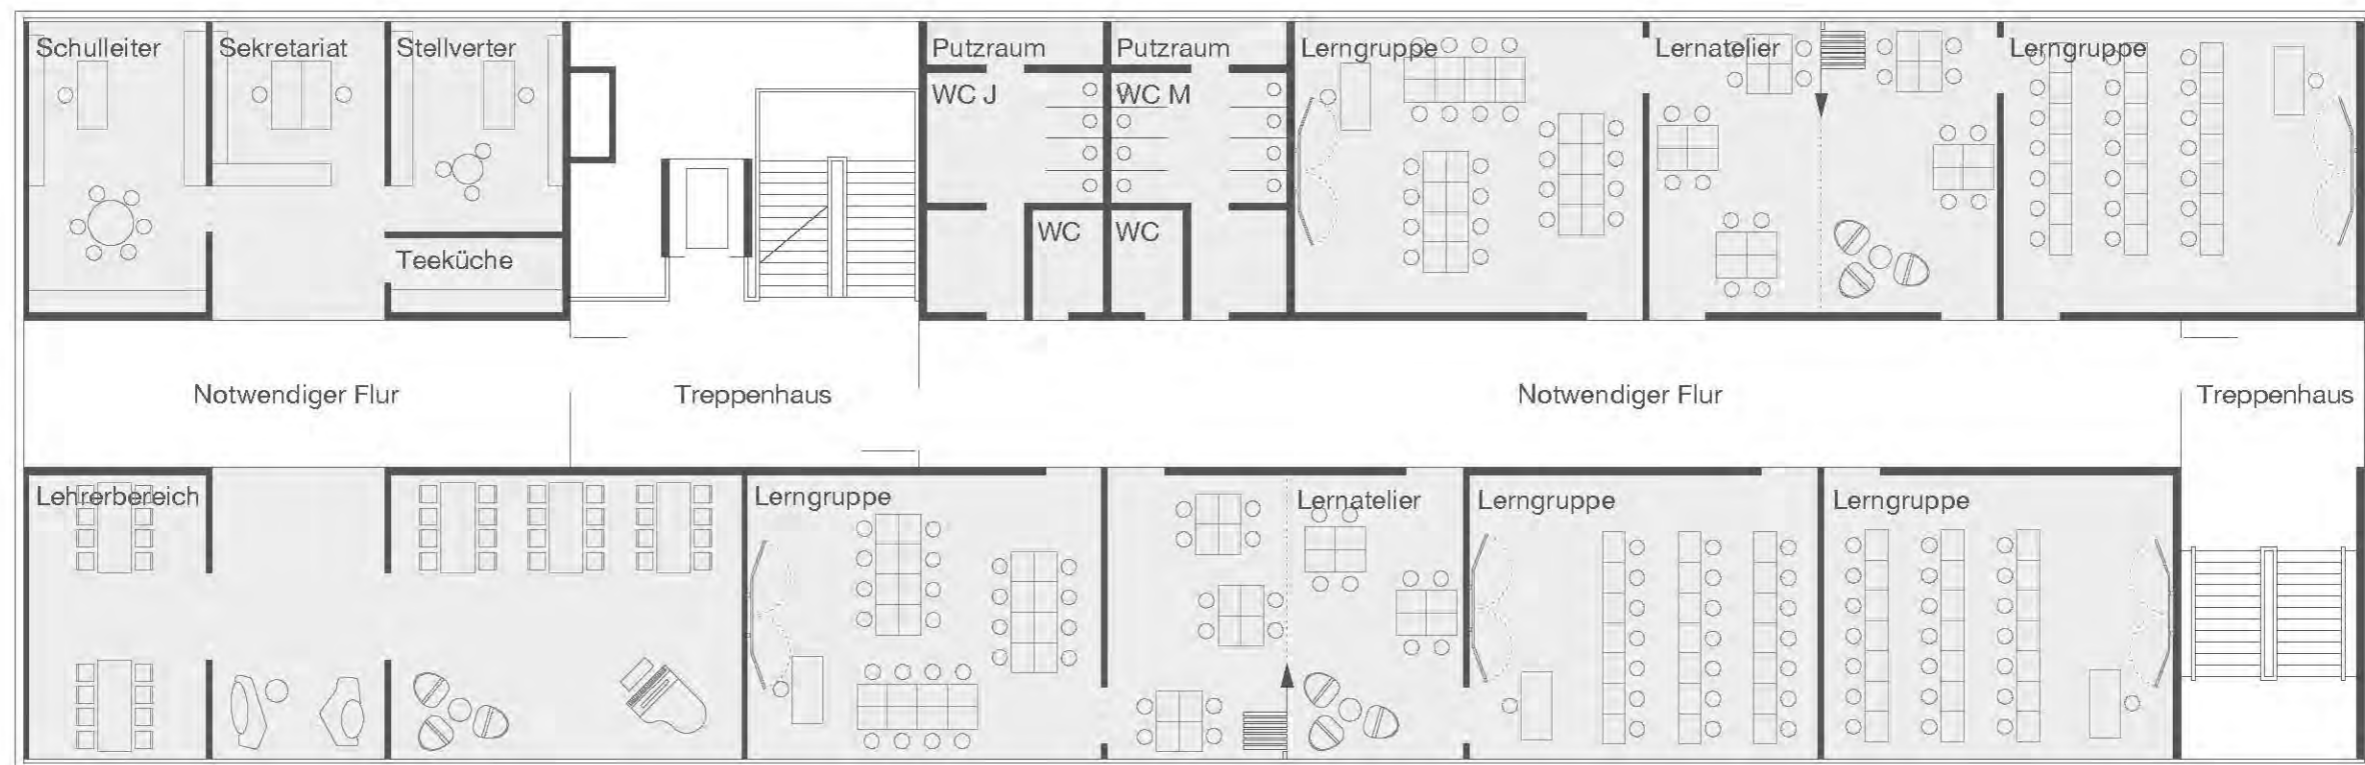 Schulleiter
Sekretariat
Stellverter
Putzraum
Putzraum
Lerngruppe
Lernatelier
Lerngruppe
WC J
WC M
WC
WC
Teeküche
Notwendiger Flur
Treppenhaus
Notwendiger Flur
Treppenhaus
Lehrerbereich
Lerngruppe
Lernatelier
Lerngruppe
Lerngruppe